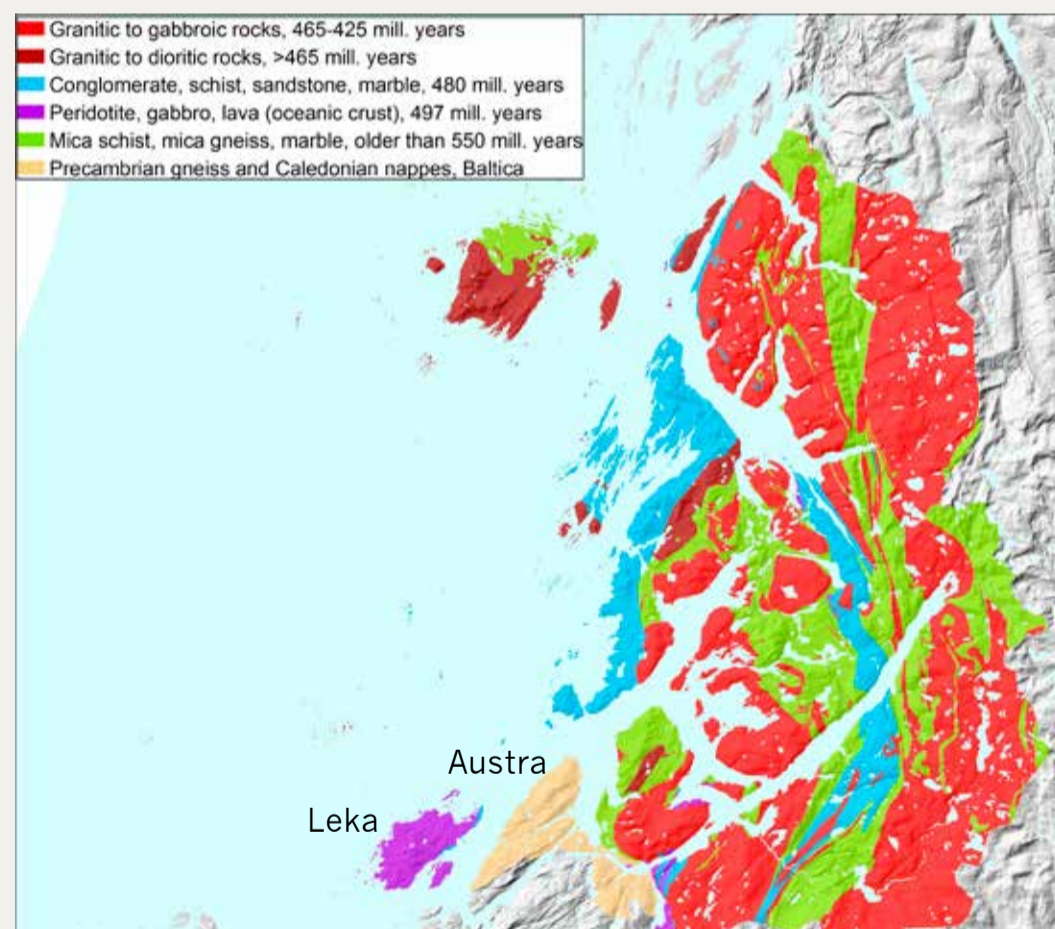 Granitic to gabbroic rocks, 465-425 mill. years
Granitic to dioritic rocks, >465 mill. years
Conglomerate, schist, sandstone, marble, 480 mill. years
Peridotite, gabbro, lava (oceanic crust), 497 mill. years
Mica schist, mica gneiss, marble, older than 550 mill. years
Precambrian gneiss and Caledonian nappes, Baltica
Austra
Leka